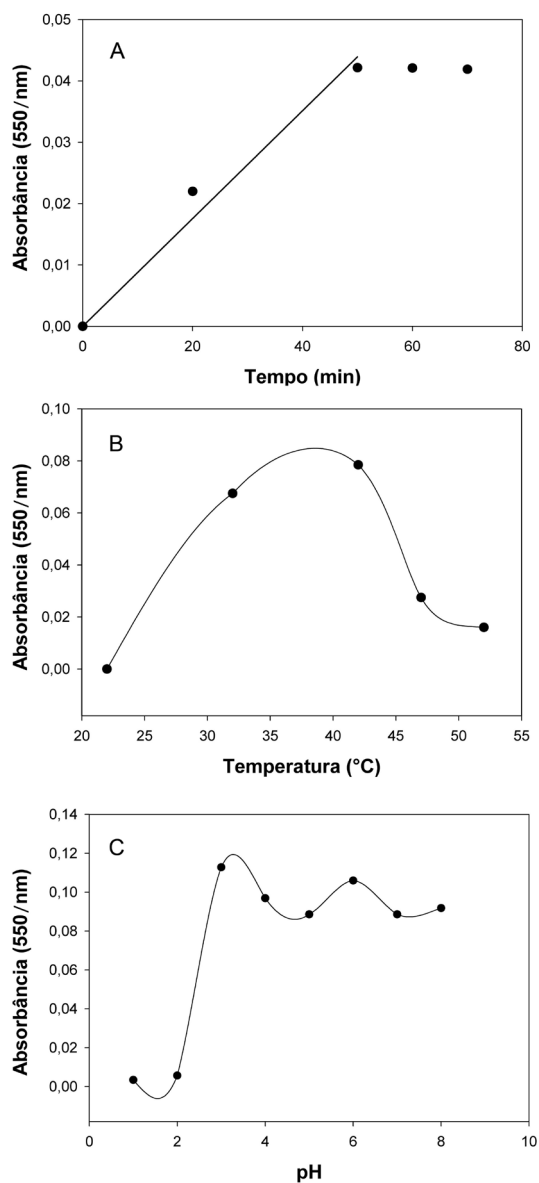 0,05
A
0,04
0,03
0,02
0,01
0,00
Absorbância (550/nm)
0 20 40 60 80
Tempo (min)
0,10
B
0,08
0,06
0,04
0,02
0,00
Absorbância (550/nm)
20 25 30 35 40 45 50 55
Temperatura (°C)
0,14
C
0,12
0,10
0,08
0,06
0,04
0,02
0,00
Absorbância (550/nm)
0 2 4 6 8 10
pH